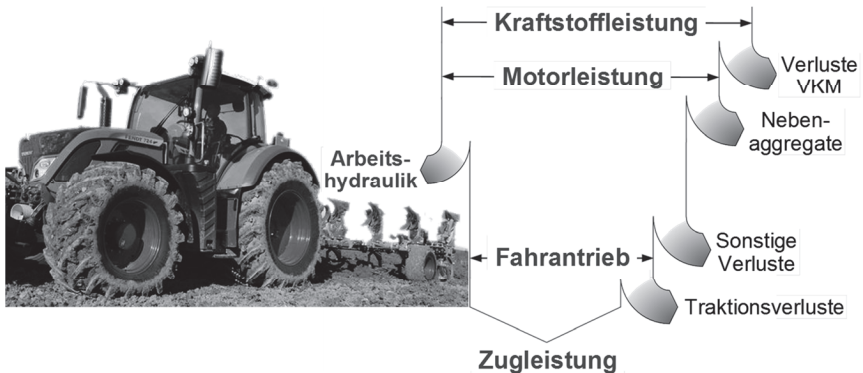 Kraftstoffleistung
Verluste
VKM
Motorleistung
Neben-
aggregate
Arbeits-
hydraulik
Sonstige
Verluste
Fahrantrieb
Traktionsverluste
Zugleistung